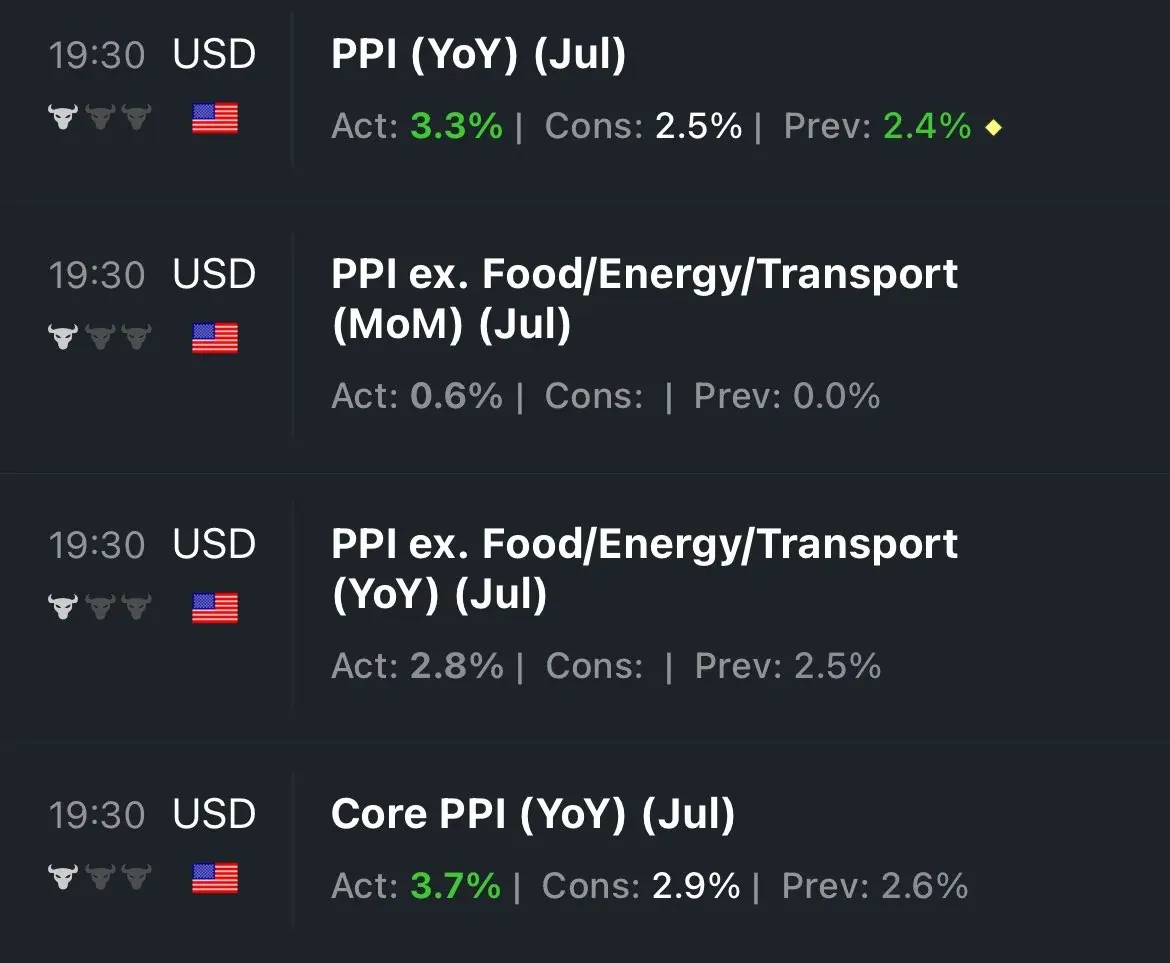 19:30 USD PPI (YoY) (Jul)
Act: 3.3% | Cons: 2.5% | Prev: 2.4%
19:30 USD PPI ex. Food/Energy/Transport
(MoM) (Jul)
Act: 0.6% | Cons: | Prev: 0.0%
19:30 USD PPI ex. Food/Energy/Transport
(YoY) (Jul)
Act: 2.8% | Cons: | Prev: 2.5%
19:30 USD Core PPI (YoY) (Jul)
Act: 3.7% | Cons: 2.9% | Prev: 2.6%